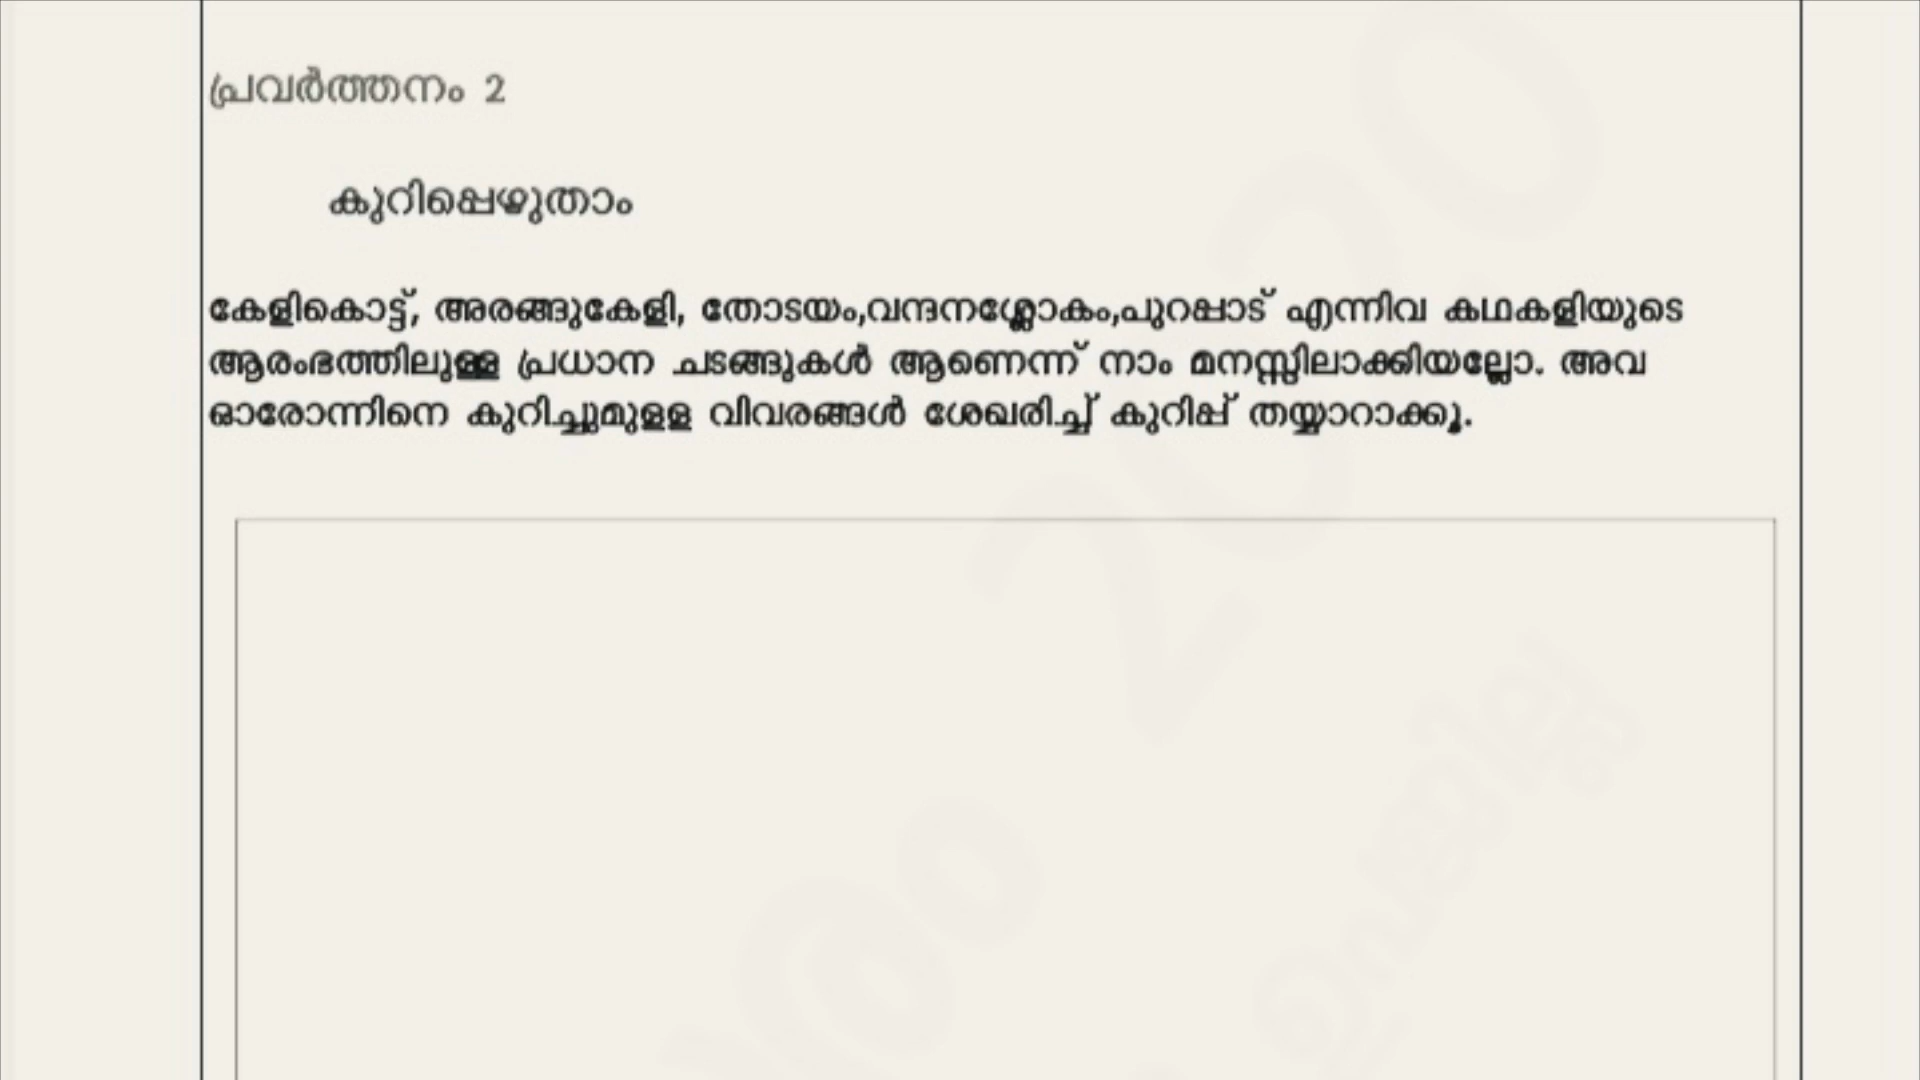 പ്രവർത്തനം 2
കുറിപ്പെഴുതാം
കേളികൊട്ട്, അരങ്ങുകേളി, തോടയം,വന്ദനശ്ലോകം,പുറപ്പാട് എന്നിവ കഥകളിയുടെ
ആരംഭത്തിലുള്ള പ്രധാന ചടങ്ങുകൾ ആണെന്ന് നാം മനസ്സിലാക്കിയല്ലോ. അവ
ഓരോന്നിനെ കുറിച്ചുമുളള വിവരങ്ങൾ ശേഖരിച്ച് കുറിപ്പ് തയ്യാറാക്കൂ.